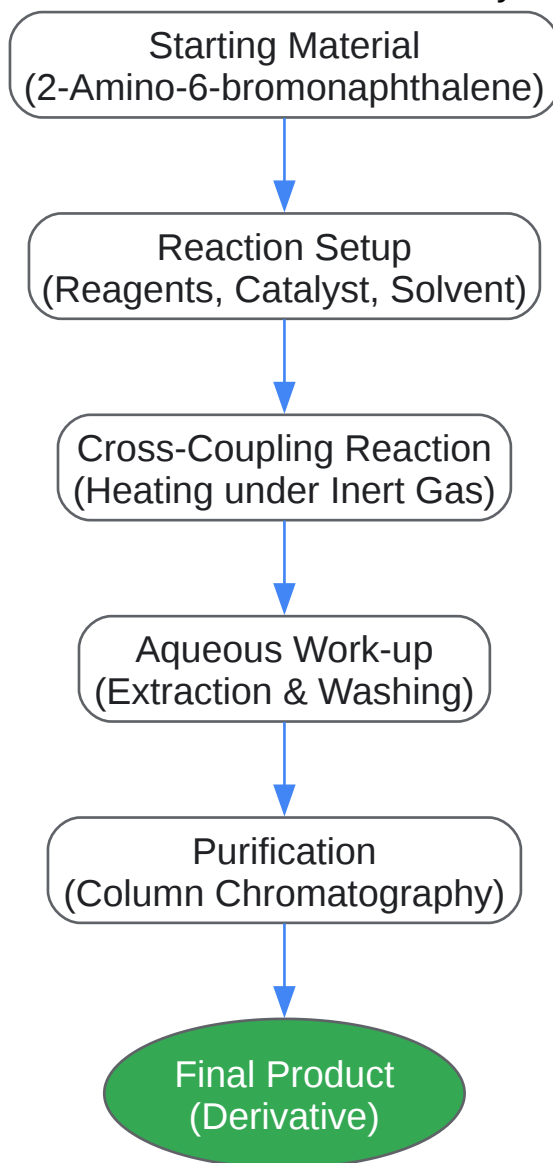 Starting Material
(2-Amino-6-bromonaphthalene)
Reaction Setup
(Reagents, Catalyst, Solvent)
Cross-Coupling Reaction
(Heating under Inert Gas)
Aqueous Work-up
(Extraction & Washing)
Purification
(Column Chromatography)
Final Product
(Derivative)